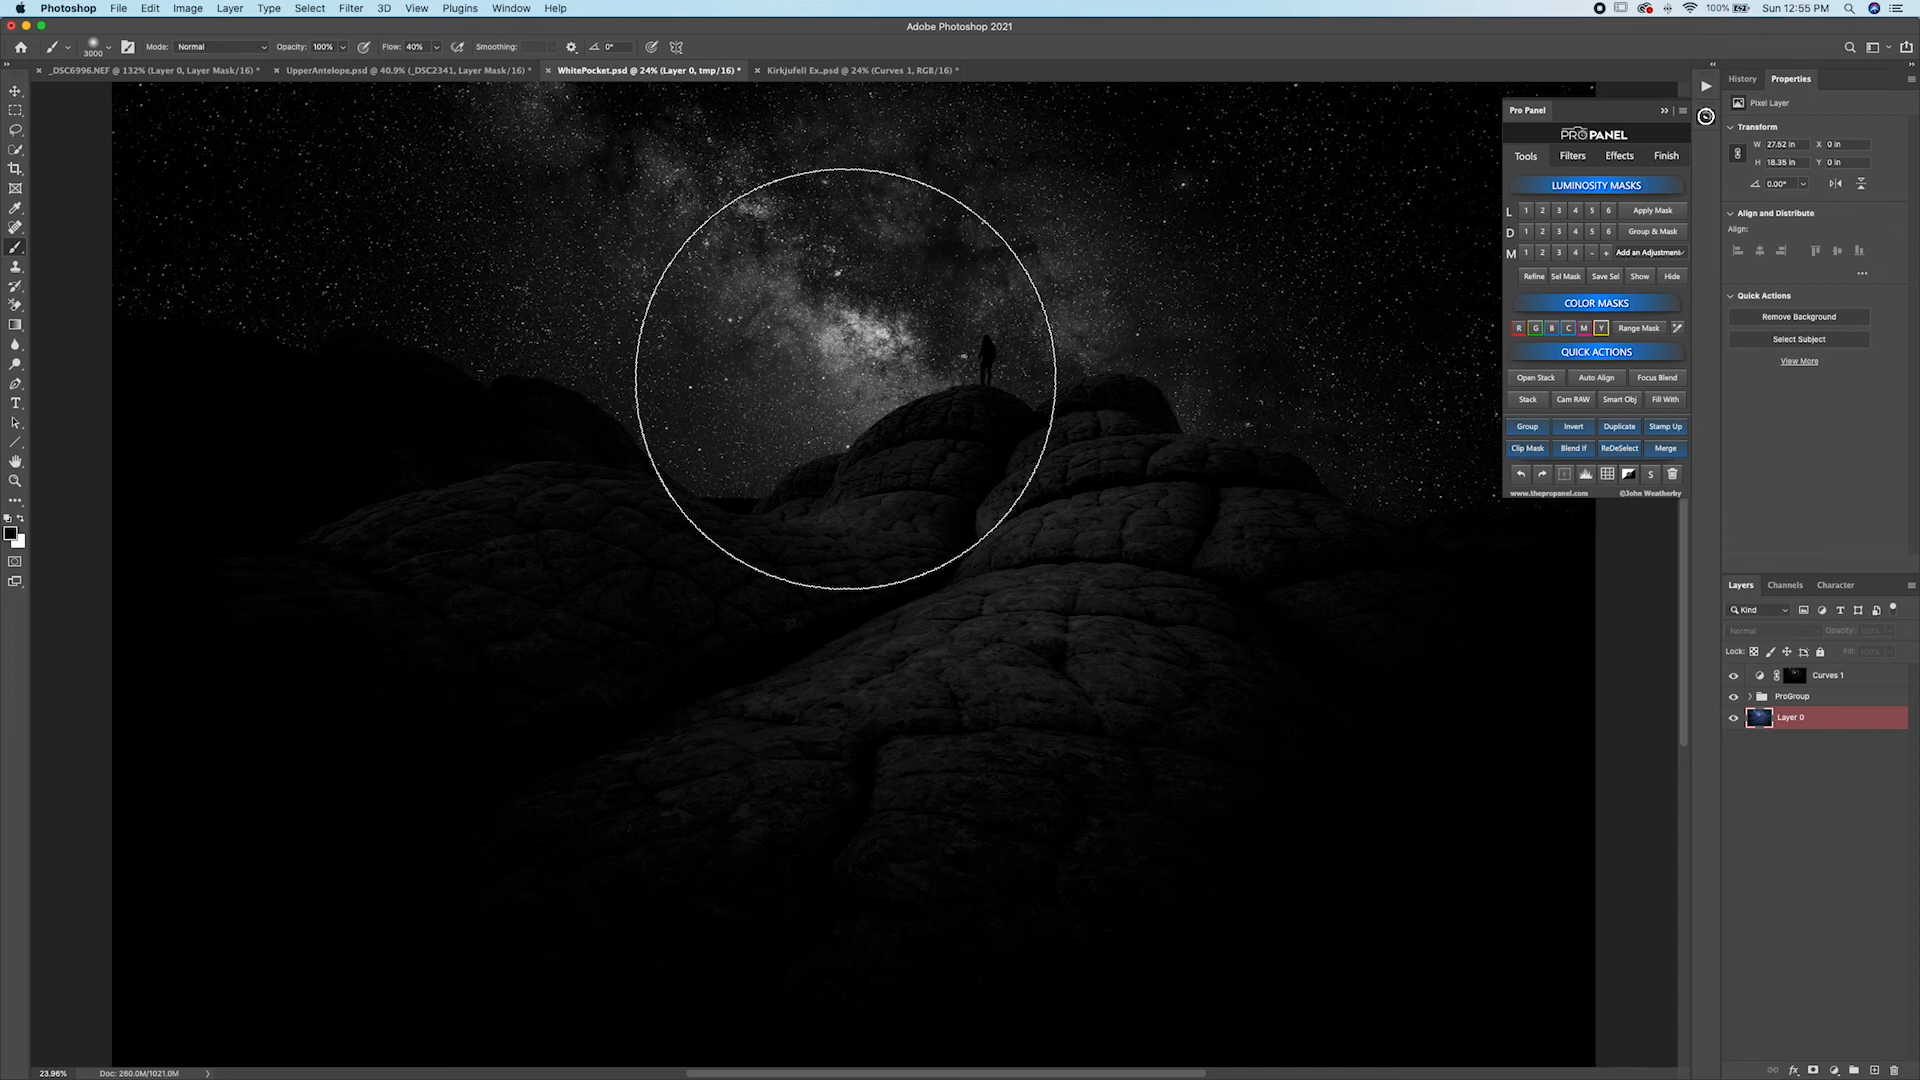 Photoshop File Edit Image Layer Type Select Filter 3D View Plugins Window Help 100% Sun 12:55 PM
Adobe Photoshop 2021
3000 Mode: Normal Opacity: 100% Flow: 40% Smoothing: 0°
_DSC6996.NEF @ 132% (Layer 0, Layer Mask/16) * UpperAntelope.psd @ 40.9% (_DSC2341, Layer Mask/16) * WhitePocket.psd @ 24% (Layer 0, tmp/16) * Kirkjufell Ex..psd @ 24% (Curves 1, RGB/16) *
History Properties
Pixel Layer
Transform
W 27.52 in X 0 in
H 18.35 in Y 0 in
0.00°
Align and Distribute
Align:
Quick Actions
Remove Background
Select Subject
View More
Pro Panel
PRO PANEL
Tools Filters Effects Finish
LUMINOSITY MASKS
L 1 2 3 4 5 6 Apply Mask
D 1 2 3 4 5 6 Group & Mask
M 1 2 3 4 - + Add an Adjustment
Refine Sel Mask Save Sel Show Hide
COLOR MASKS
R G B C M Y Range Mask
QUICK ACTIONS
Open Stack Auto Align Focus Blend
Stack Cam RAW Smart Obj Fill With
Group Invert Duplicate Stamp Up
Clip Mask Blend If ReDeSelect Merge
S
www.thepropanel.com ©John Weatherby
Layers Channels Character
Kind
Normal Opacity: 100%
Lock: Fill: 100%
Curves 1
ProGroup
Layer 0
23.96% Doc: 260.0M/1021.0M